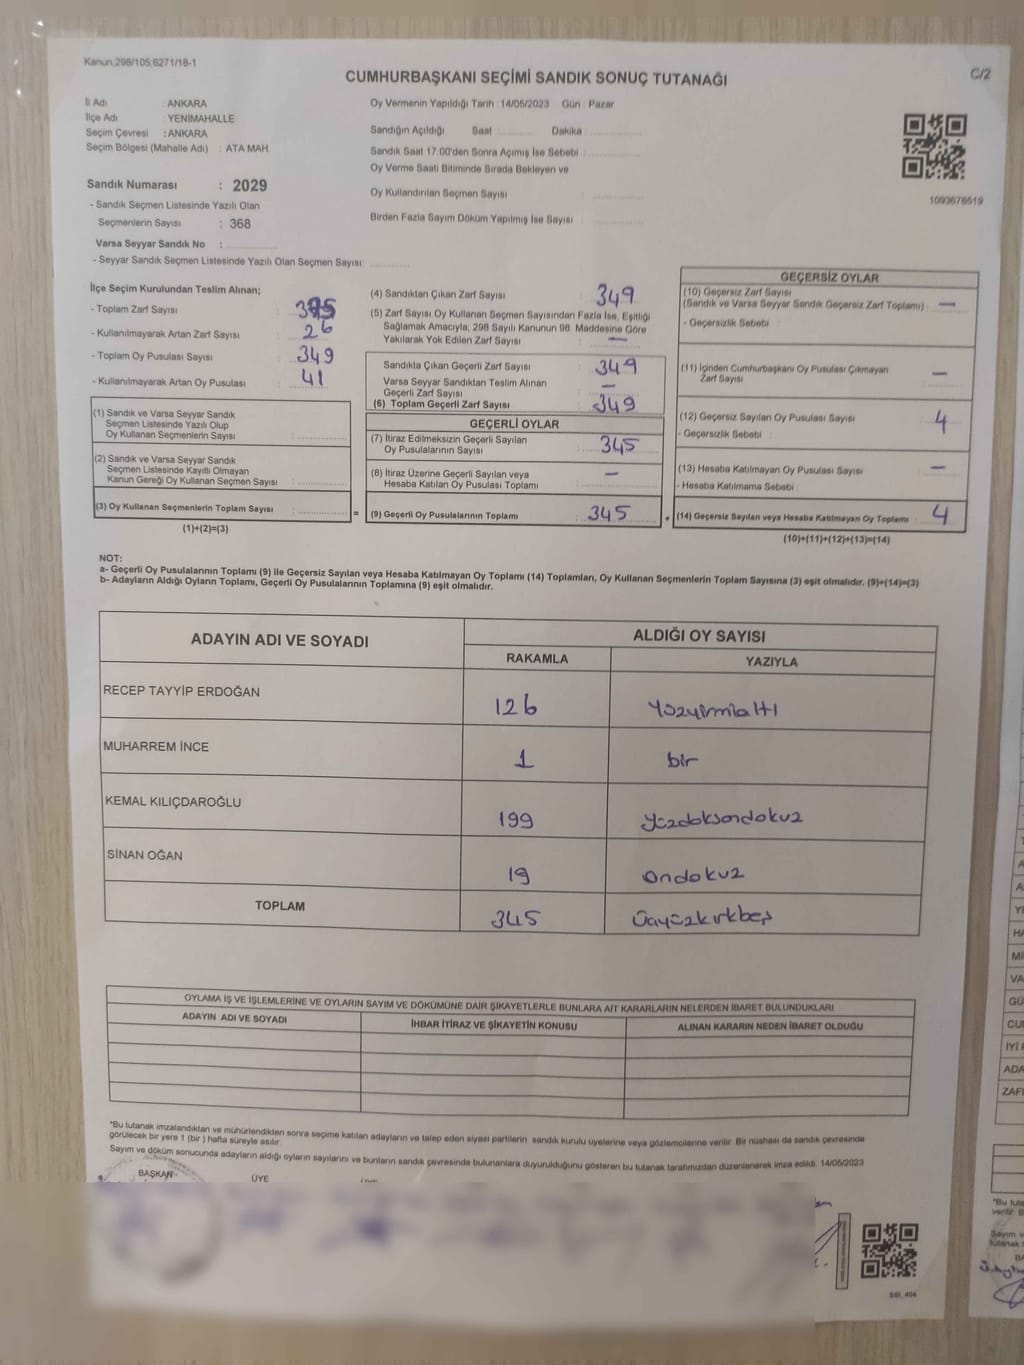 Kanun,298/105;6271/18-1
CUMHURBAŞKANI SEÇİMİ SANDIK SONUÇ TUTANAĞI
C/2
İl Adı : ANKARA
İlçe Adı : YENİMAHALLE
Seçim Çevresi : ANKARA
Seçim Bölgesi (Mahalle Adı) : ATA MAH.
Sandık Numarası : 2029
- Sandık Seçmen Listesinde Yazılı Olan
Seçmenlerin Sayısı : 368
Varsa Seyyar Sandık No :
- Seyyar Sandık Seçmen Listesinde Yazılı Olan Seçmen Sayısı:
Oy Vermenin Yapıldığı Tarih : 14/05/2023 Gün : Pazar
Sandığın Açıldığı Saat Dakika :
Sandık Saat 17:00'den Sonra Açılmış İse Sebebi :
Oy Verme Saati Bitiminde Sırada Bekleyen ve
Oy Kullandırılan Seçmen Sayısı :
Birden Fazla Sayım Döküm Yapılmış İse Sayısı :
1093678519
İlçe Seçim Kurulundan Teslim Alınan;
- Toplam Zarf Sayısı
- Kullanılmayarak Artan Zarf Sayısı : 26
- Toplam Oy Pusulası Sayısı : 349
- Kullanılmayarak Artan Oy Pusulası : 41
(1) Sandık ve Varsa Seyyar Sandık
Seçmen Listesinde Yazılı Olup
Oy Kullanan Seçmenlerin Sayısı :
(2) Sandık ve Varsa Seyyar Sandık
Seçmen Listesinde Kayıtlı Olmayan
Kanun Gereği Oy Kullanan Seçmen Sayısı :
(3) Oy Kullanan Seçmenlerin Toplam Sayısı : =
(1)+(2)=(3)
(4) Sandıktan Çıkan Zarf Sayısı : 349
(5) Zarf Sayısı Oy Kullanan Seçmen Sayısından Fazla İse, Eşitliği
Sağlamak Amacıyla; 298 Sayılı Kanunun 98. Maddesine Göre
Yakılarak Yok Edilen Zarf Sayısı : —
Sandıkta Çıkan Geçerli Zarf Sayısı : 349
Varsa Seyyar Sandıktan Teslim Alınan
Geçerli Zarf Sayısı : —
(6) Toplam Geçerli Zarf Sayısı : 349
GEÇERLİ OYLAR
(7) İtiraz Edilmeksizin Geçerli Sayılan
Oy Pusulalarının Sayısı : 345
(8) İtiraz Üzerine Geçerli Sayılan veya
Hesaba Katılan Oy Pusulası Toplamı : —
(9) Geçerli Oy Pusulalarının Toplamı : 345 +
GEÇERSİZ OYLAR
(10) Geçersiz Zarf Sayısı
(Sandık ve Varsa Seyyar Sandık Geçersiz Zarf Toplamı) : —
- Geçersizlik Sebebi :
(11) İçinden Cumhurbaşkanı Oy Pusulası Çıkmayan
Zarf Sayısı : —
(12) Geçersiz Sayılan Oy Pusulası Sayısı : 4
- Geçersizlik Sebebi :
(13) Hesaba Katılmayan Oy Pusulası Sayısı : —
- Hesaba Katılmama Sebebi :
(14) Geçersiz Sayılan veya Hesaba Katılmayan Oy Toplamı : 4
(10)+(11)+(12)+(13)=(14)
NOT:
a- Geçerli Oy Pusulalarının Toplamı (9) ile Geçersiz Sayılan veya Hesaba Katılmayan Oy Toplamı (14) Toplamları, Oy Kullanan Seçmenlerin Toplam Sayısına (3) eşit olmalıdır. (9)+(14)=(3)
b- Adayların Aldığı Oyların Toplamı, Geçerli Oy Pusulalarının Toplamına (9) eşit olmalıdır.
ADAYIN ADI VE SOYADI ALDIĞI OY SAYISI
RAKAMLA YAZIYLA
RECEP TAYYİP ERDOĞAN 126 Yüzyirmialtı
MUHARREM İNCE 1 bir
KEMAL KILIÇDAROĞLU 199 yüzdoksandokuz
SİNAN OĞAN 19 ondokuz
TOPLAM 345 Üçyüzkırkbeş
OYLAMA İŞ VE İŞLEMLERİNE VE OYLARIN SAYIM VE DÖKÜMÜNE DAİR ŞİKAYETLERLE BUNLARA AİT KARARLARIN NELERDEN İBARET BULUNDUKLARI
ADAYIN ADI VE SOYADI İHBAR İTİRAZ VE ŞİKAYETİN KONUSU ALINAN KARARIN NEDEN İBARET OLDUĞU
*Bu tutanak imzalandıktan ve mühürlendikten sonra seçime katılan adayların ve talep eden siyasi partilerin sandık kurulu üyelerine veya gözlemcilerine verilir. Bir nüshası da sandık çevresinde
görülecek bir yere 1 (bir ) hafta süreyle asılır.
Sayım ve döküm sonucunda adayların aldığı oyların sayılarını ve bunların sandık çevresinde bulunanlara duyurulduğunu gösteren bu tutanak tarafımızdan düzenlenerek imza edildi. 14/05/2023
BAŞKAN ÜYE